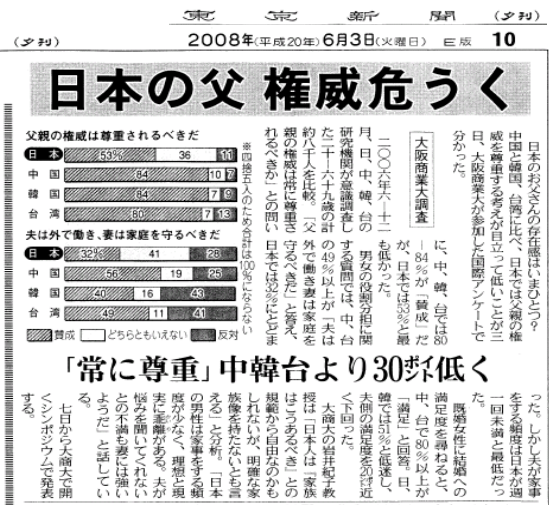 東京新聞
(夕刊)
(夕刊)
2008年(平成20年)6月3日(火曜日) E版 10
日本の父 権威危うく
日本のお父さんの存在感はいまひとつ?
中国と韓国、台湾に比べ、日本では父親の権
威を尊重する考えが目立って低いことが三
日、大阪商業大が参加した国際アンケートで
分かった。
大阪商業大調査
二〇〇六年六－十二
月、日、中、韓、台の
研究機関が意識調査し
た二十－六十九歳の計
約八千人を比較。「父
親の権威は常に尊重さ
れるべきか」との問い
に、中、韓、台では80
－84％が「賛成」だ
が、日本では53％と最
も低かった。
男女の役割分担に関
する質問では、中、台
の49％以上が「夫は
外で働き妻は家庭を
守るべきだ」と答え、
日本では32％にとどま
父親の権威は尊重されるべきだ
日本 53% 36 11
中国 84 10 7
韓国 84 7 9
台湾 80 7 13
夫は外で働き、妻は家庭を守るべきだ
日本 32% 41 28
中国 56 19 25
韓国 40 16 43
台湾 49 11 41
賛成 どちらともいえない 反対
※四捨五入のため合計は100％にならない
「常に尊重」中韓台より30ポイント低く
った。しかし夫が家事
をする頻度は日本が週
一回未満と最低だっ
た。
既婚女性に結婚への
満足度を尋ねると、
中、台で80％以上が
「満足」と回答。日、
韓では51％と低迷し、
夫側の満足度を20ポイント近
く下回った。
大商大の岩井紀子教
授は「日本人は『家族
はこうあるべき』との
規範から自由なのかも
しれないが、明確な家
族像を持たないとも言
える」と分析。「日本
の男性は家事をする頻
度が少なく、理想と現
実に乖離がある。夫が
悩みを聞いてくれない
との不満も妻には強い
ようだ」と話してい
る。
七日から大商大で開
くシンポジウムで発表
する。